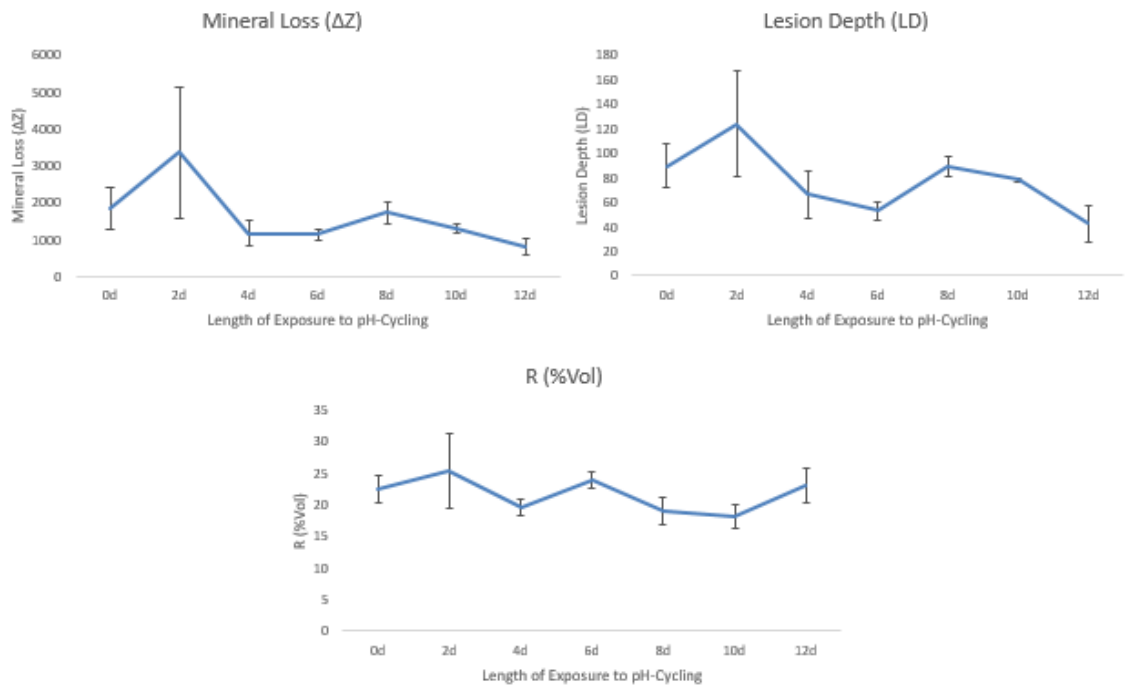 Mineral Loss (ΔZ)
6000
5000
4000
3000
2000
1000
0
Mineral Loss (ΔZ)
0d 2d 4d 6d 8d 10d 12d
Length of Exposure to pH-Cycling
Lesion Depth (LD)
180
160
140
120
100
80
60
40
20
0
Lesion Depth (LD)
0d 2d 4d 6d 8d 10d 12d
Length of Exposure to pH-Cycling
R (%Vol)
35
30
25
20
15
10
5
0
R (%Vol)
0d 2d 4d 6d 8d 10d 12d
Length of Exposure to pH-Cycling